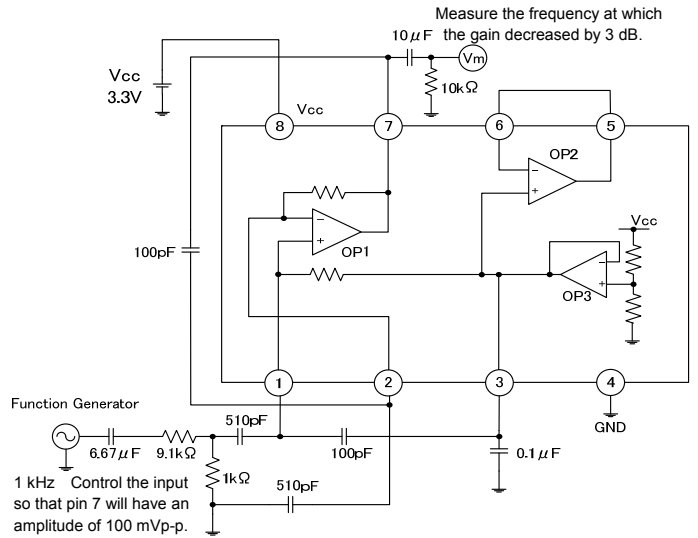 Measure the frequency at which
the gain decreased by 3 dB.
10μF
Vm
10kΩ
Vcc
3.3V
Vcc
8
7
6
5
OP2
-
+
-
+
OP1
100pF
Vcc
-
+
OP3
1
2
3
4
GND
Function Generator
510pF
6.67μF
9.1kΩ
100pF
0.1μF
1kΩ
510pF
1 kHz Control the input
so that pin 7 will have an
amplitude of 100 mVp-p.